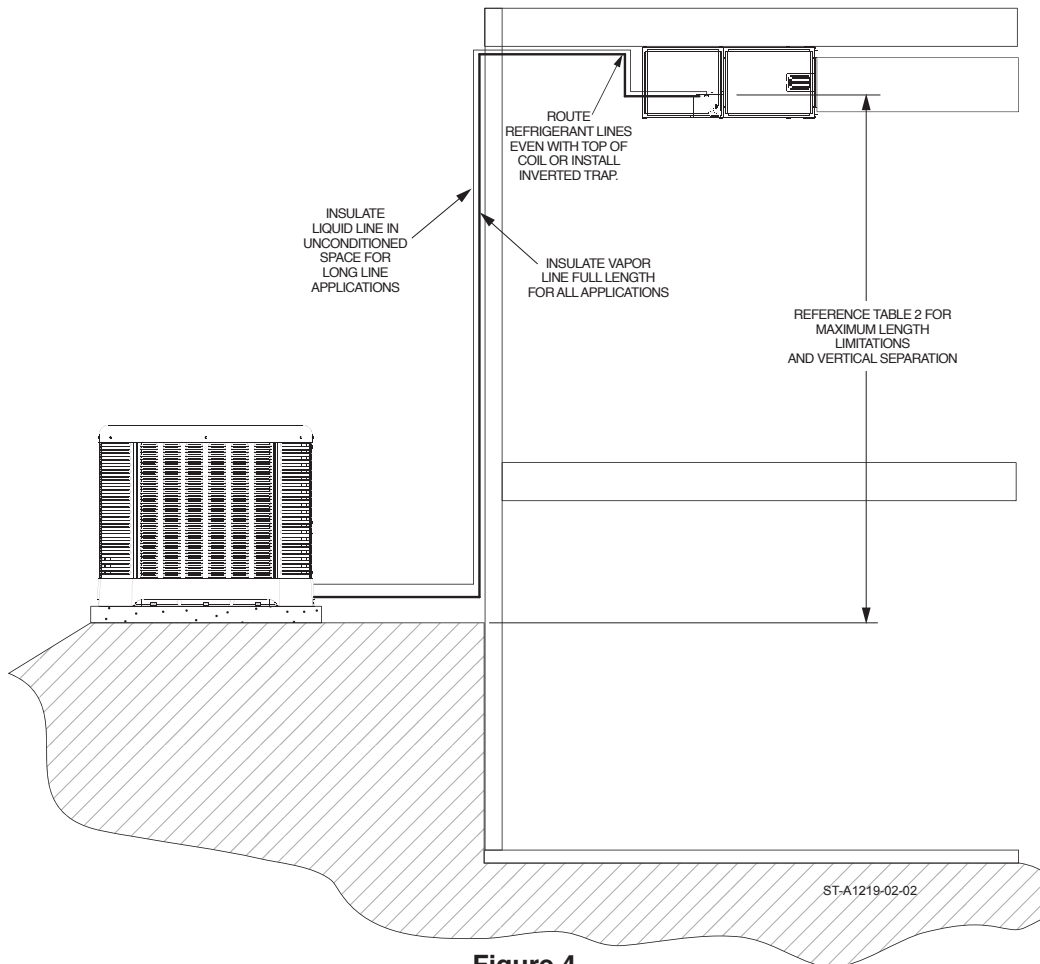 ROUTE
REFRIGERANT LINES
EVEN WITH TOP OF
COIL OR INSTALL
INVERTED TRAP.
INSULATE
LIQUID LINE IN
UNCONDITIONED
SPACE FOR
LONG LINE
APPLICATIONS
INSULATE VAPOR
LINE FULL LENGTH
FOR ALL APPLICATIONS
REFERENCE TABLE 2 FOR
MAXIMUM LENGTH
LIMITATIONS
AND VERTICAL SEPARATION
ST-A1219-02-02
Figure 4